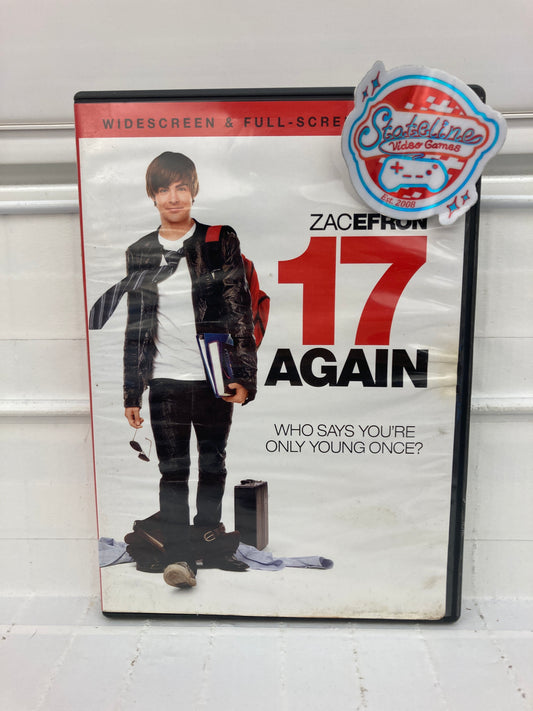 WIDESCREEN & FULL-SCRE
Stateline
Video Games
Est. 2008
ZACEFRON
17
AGAIN
WHO SAYS YOU'RE
ONLY YOUNG ONCE?